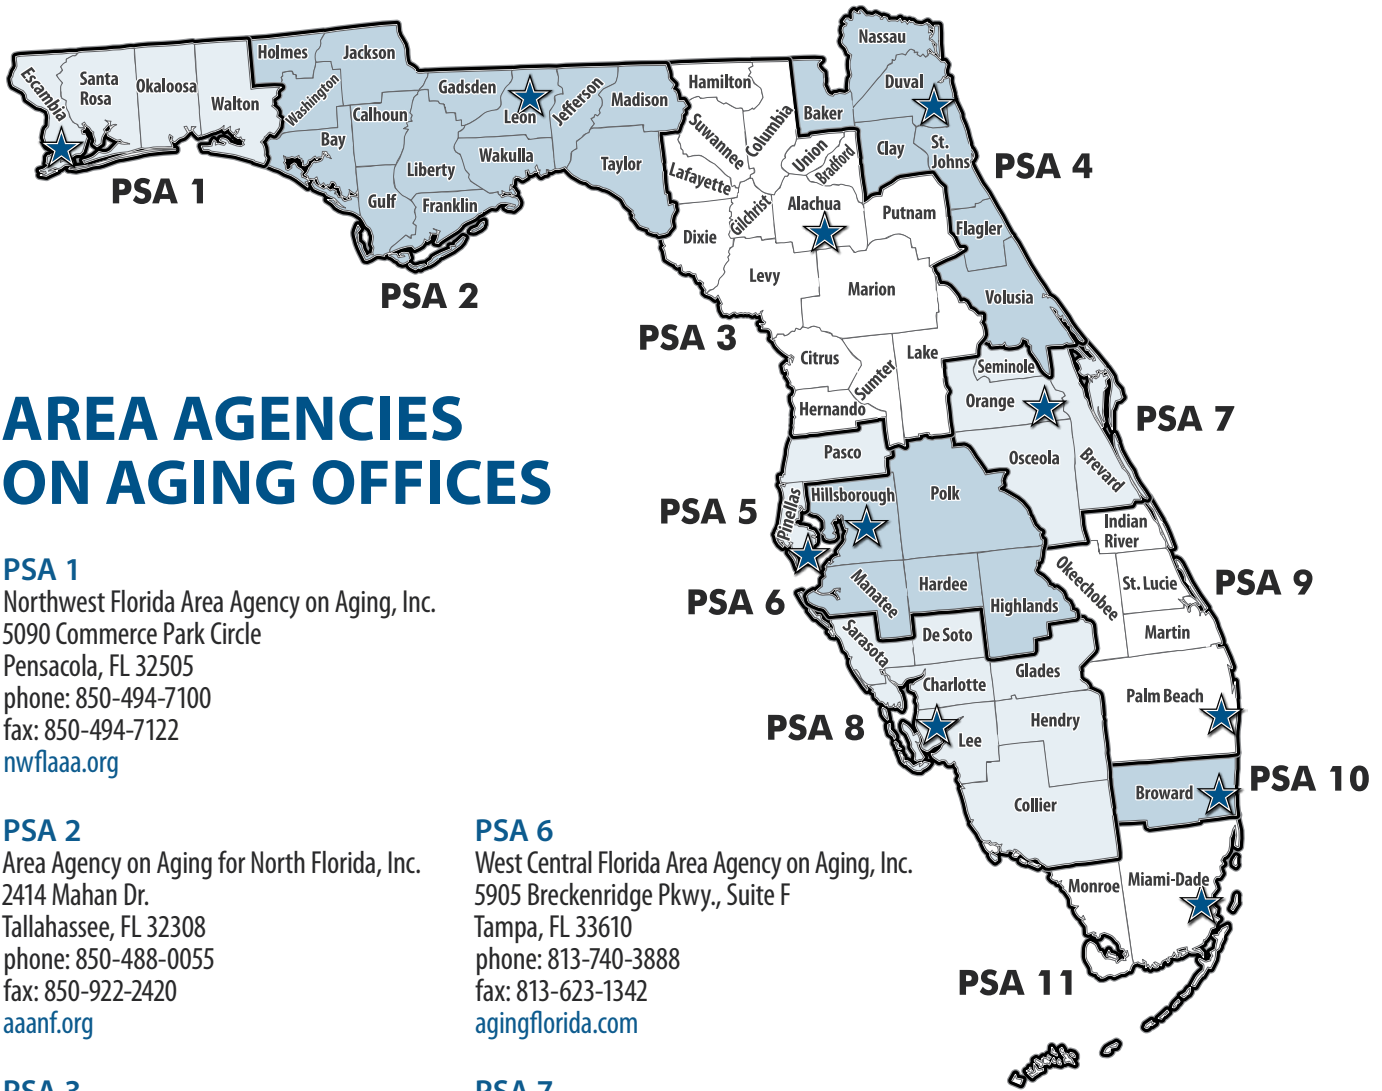 Nassau
Holmes
Jackson
Hamilton
Duval
Escambia
Santa
Rosa
Okaloosa
Walton
Washington
Gadsden
Leon
Jefferson
Madison
Suwannee
Columbia
Baker
Calhoun
Bay
Liberty
Wakulla
Taylor
Lafayette
Union
Bradford
Clay
St.
Johns
PSA 4
PSA 1
Gulf
Franklin
Gilchrist
Alachua
Putnam
Dixie
Flagler
PSA 2
Levy
Marion
Volusia
PSA 3
Citrus
Sumter
Lake
Seminole
Hernando
Orange
PSA 7
AREA AGENCIES
ON AGING OFFICES
Pasco
Osceola
Brevard
PSA 5
Pinellas
Hillsborough
Polk
Indian
River
PSA 6
Manatee
Hardee
Highlands
Okeechobee
St. Lucie
PSA 9
Sarasota
De Soto
Martin
Charlotte
Glades
Palm Beach
PSA 8
Lee
Hendry
Collier
Broward
PSA 10
Monroe
Miami-Dade
PSA 11
PSA 1
Northwest Florida Area Agency on Aging, Inc.
5090 Commerce Park Circle
Pensacola, FL 32505
phone: 850-494-7100
fax: 850-494-7122
nwflaaa.org
PSA 2
Area Agency on Aging for North Florida, Inc.
2414 Mahan Dr.
Tallahassee, FL 32308
phone: 850-488-0055
fax: 850-922-2420
aaanf.org
PSA 3
PSA 6
West Central Florida Area Agency on Aging, Inc.
5905 Breckenridge Pkwy., Suite F
Tampa, FL 33610
phone: 813-740-3888
fax: 813-623-1342
agingflorida.com
PSA 7